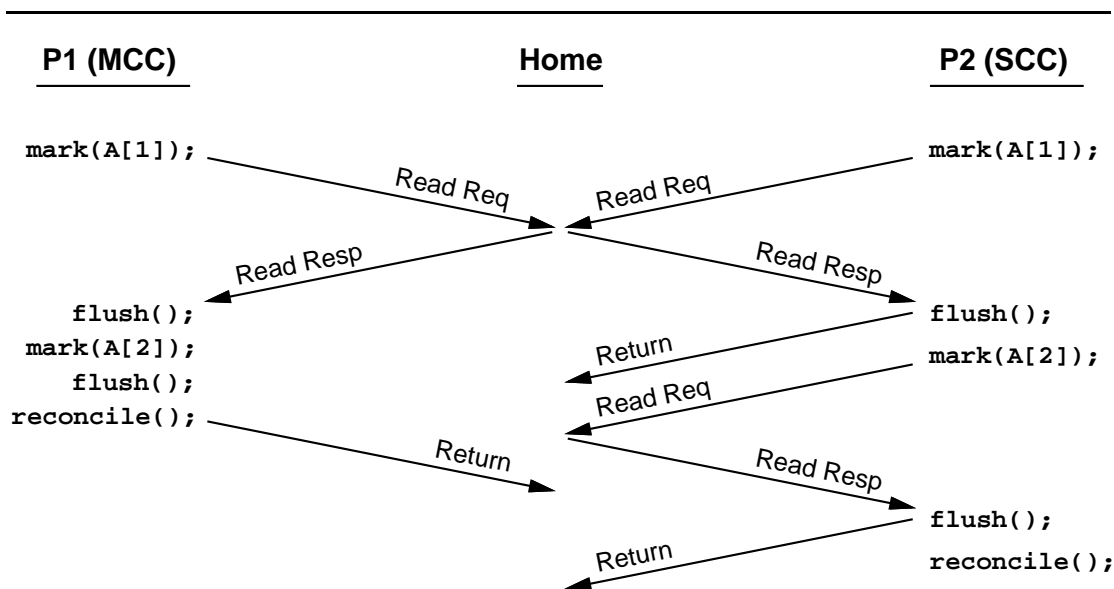 P1 (MCC) Home P2 (SCC)
mark(A[1]); mark(A[1]);
Read Req Read Req
Read Resp Read Resp
flush(); flush();
mark(A[2]); Return mark(A[2]);
flush();
Read Req
reconcile();
Return Read Resp
flush();
Return reconcile();